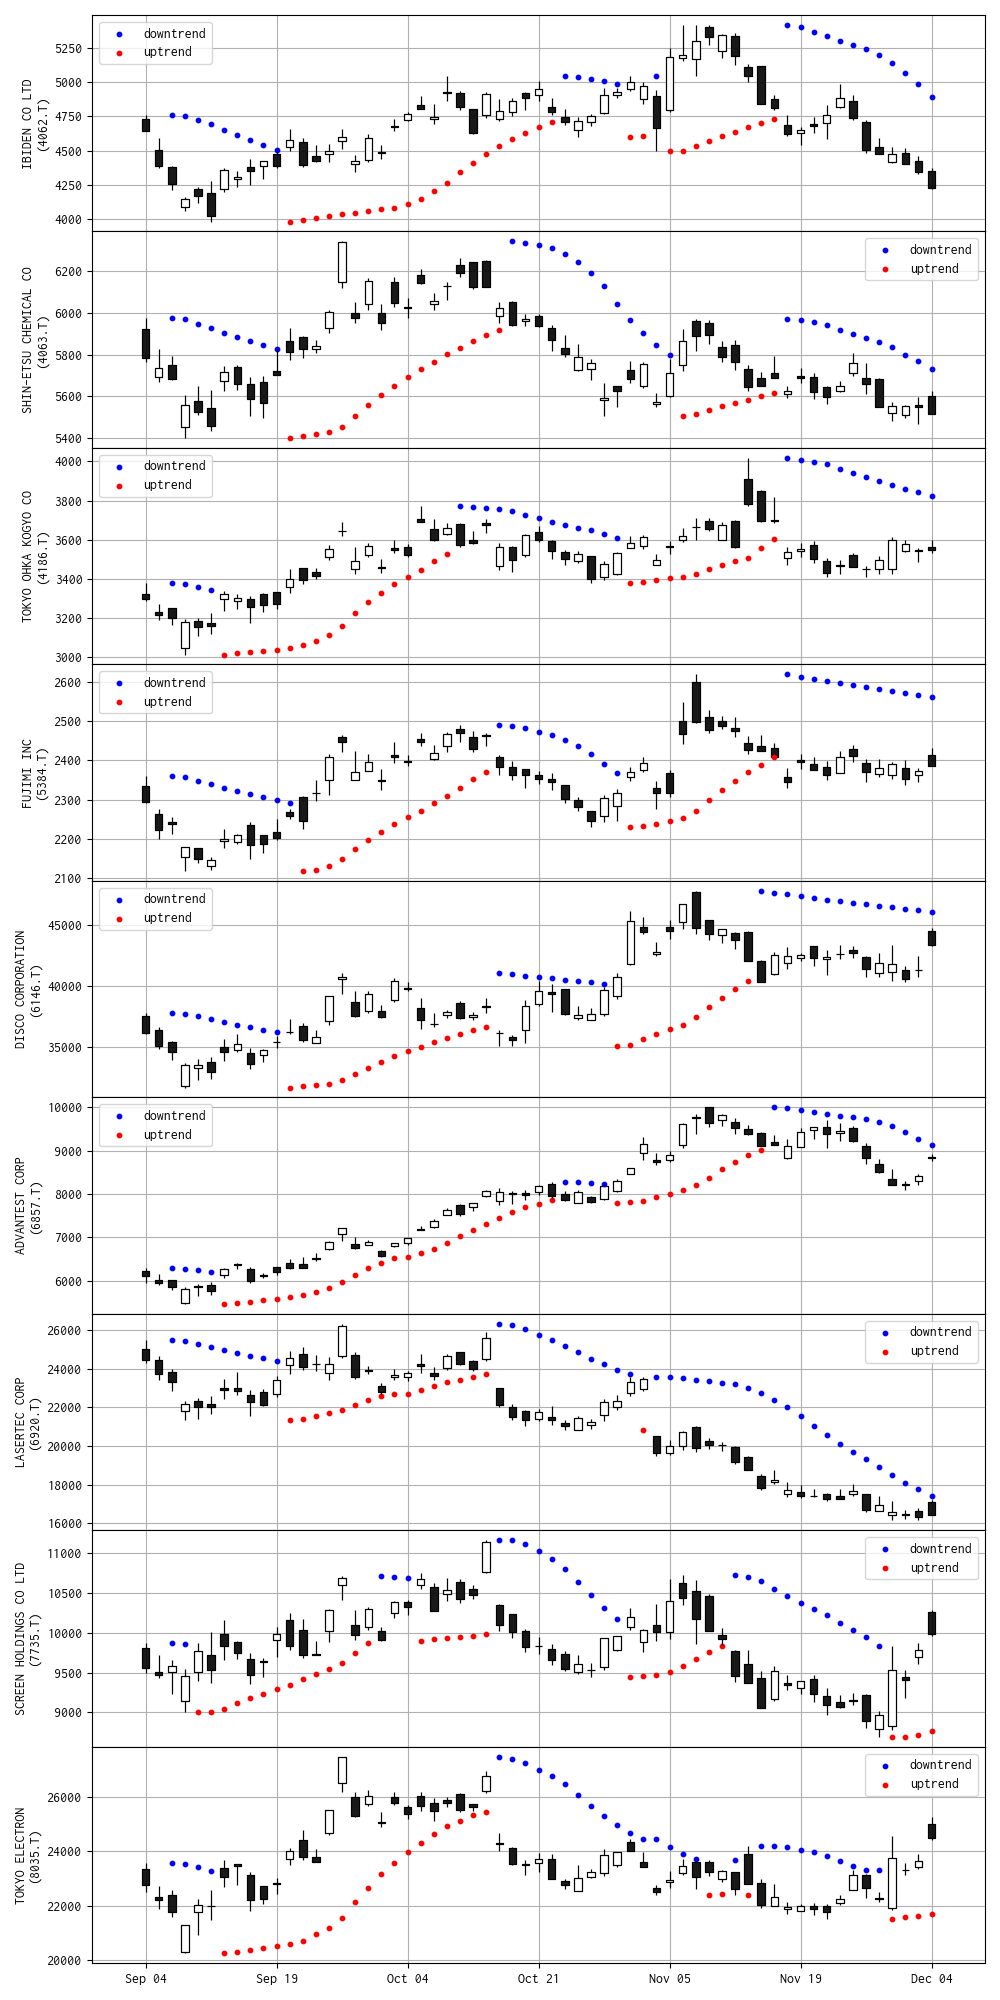 downtrend
uptrend
5250
5000
4750
4500
4250
4000
IBIDEN CO LTD
(4062.T)
downtrend
uptrend
6200
6000
5800
5600
5400
SHIN-ETSU CHEMICAL CO
(4063.T)
downtrend
uptrend
4000
3800
3600
3400
3200
3000
TOKYO OHKA KOGYO CO
(4186.T)
downtrend
uptrend
2600
2500
2400
2300
2200
2100
FUJIMI INC
(5384.T)
downtrend
uptrend
45000
40000
35000
DISCO CORPORATION
(6146.T)
downtrend
uptrend
10000
9000
8000
7000
6000
ADVANTEST CORP
(6857.T)
downtrend
uptrend
26000
24000
22000
20000
18000
16000
LASERTEC CORP
(6920.T)
downtrend
uptrend
11000
10500
10000
9500
9000
SCREEN HOLDINGS CO LTD
(7735.T)
downtrend
uptrend
26000
24000
22000
20000
TOKYO ELECTRON
(8035.T)
Sep 04 Sep 19 Oct 04 Oct 21 Nov 05 Nov 19 Dec 04